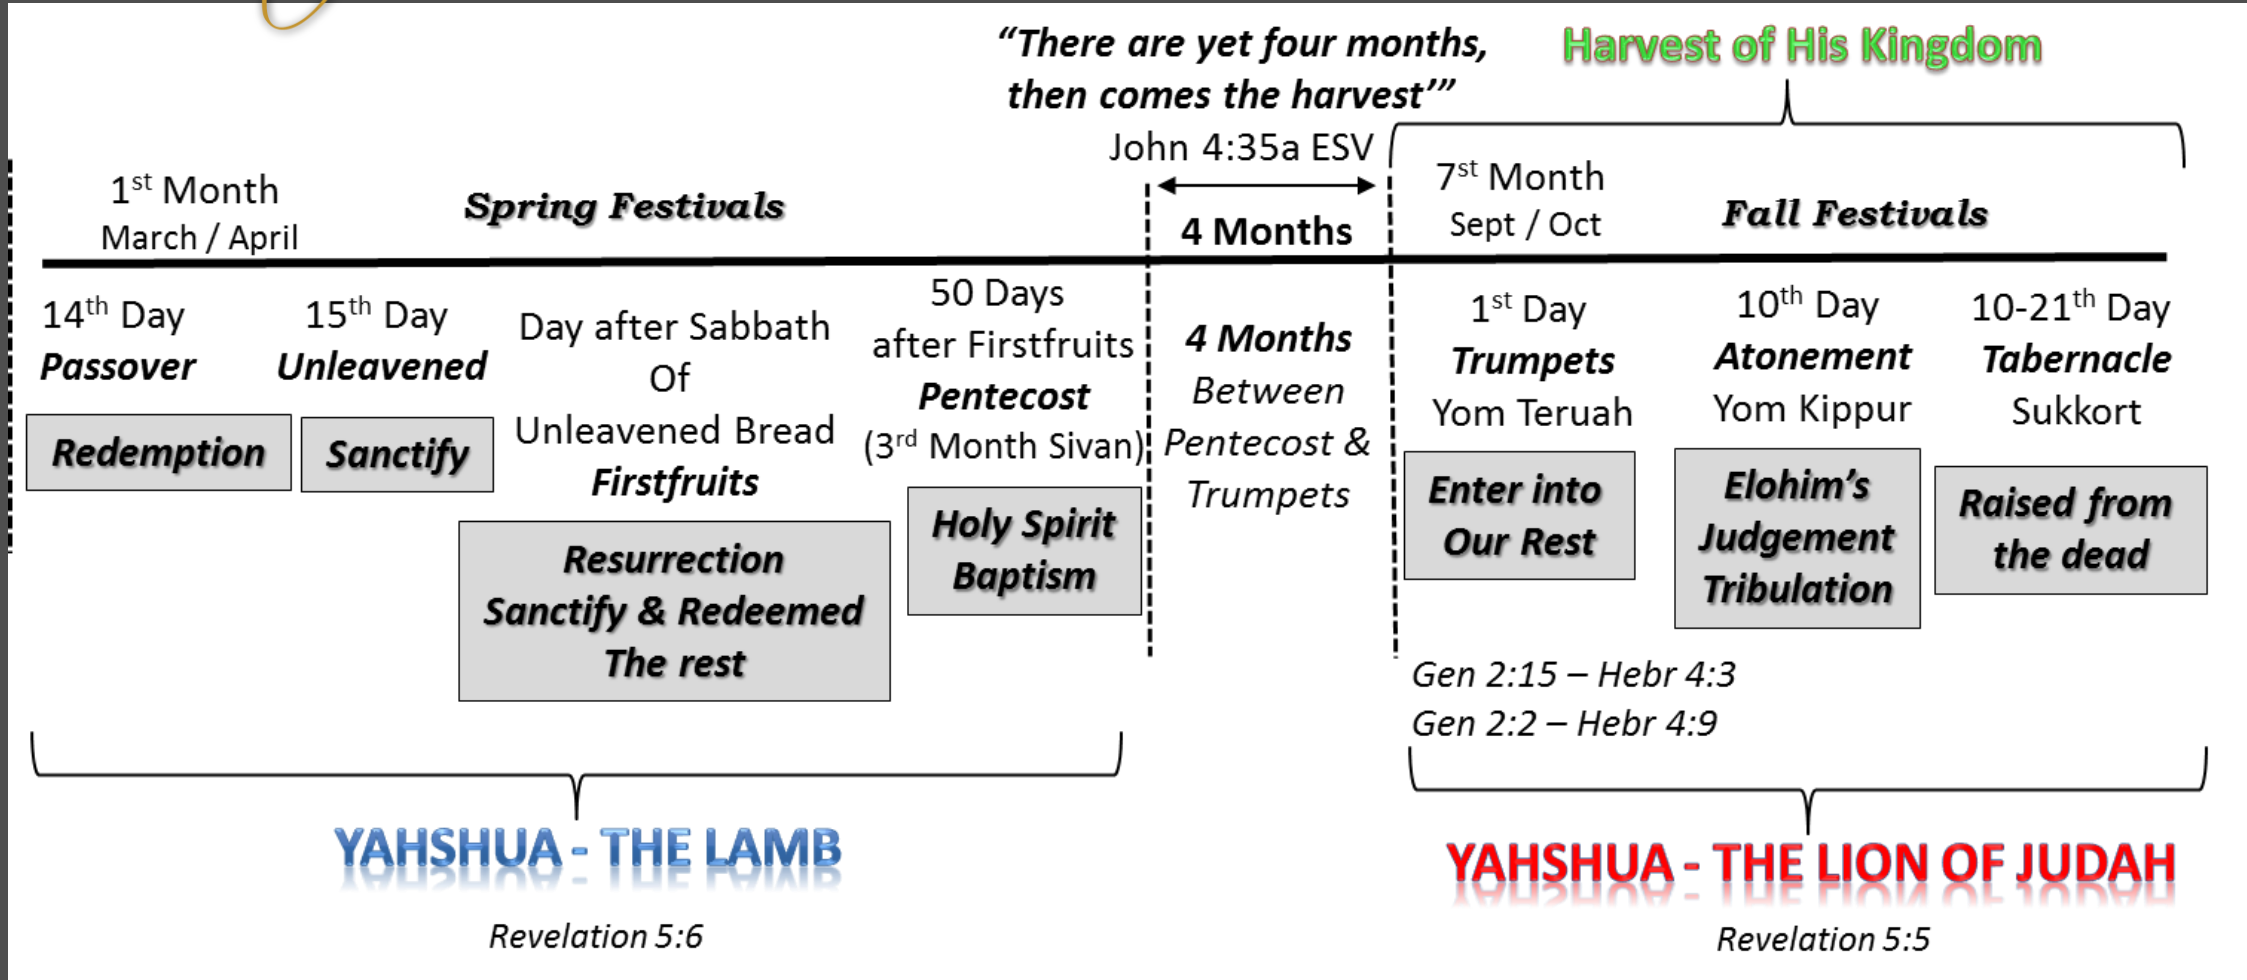 “There are yet four months,
then comes the harvest’”
John 4:35a ESV
Harvest of His Kingdom
1st Month
March / April
Spring Festivals
4 Months
7st Month
Sept / Oct
Fall Festivals
14th Day
Passover
Redemption
15th Day
Unleavened
Sanctify
Day after Sabbath
Of
Unleavened Bread
Firstfruits
Resurrection
Sanctify & Redeemed
The rest
50 Days
after Firstfruits
Pentecost
(3rd Month Sivan)
Holy Spirit
Baptism
4 Months
Between
Pentecost &
Trumpets
1st Day
Trumpets
Yom Teruah
Enter into
Our Rest
10th Day
Atonement
Yom Kippur
Elohim’s
Judgement
Tribulation
10-21th Day
Tabernacle
Sukkort
Raised from
the dead
Gen 2:15 – Hebr 4:3
Gen 2:2 – Hebr 4:9
YAHSHUA - THE LAMB
Revelation 5:6
YAHSHUA - THE LION OF JUDAH
Revelation 5:5